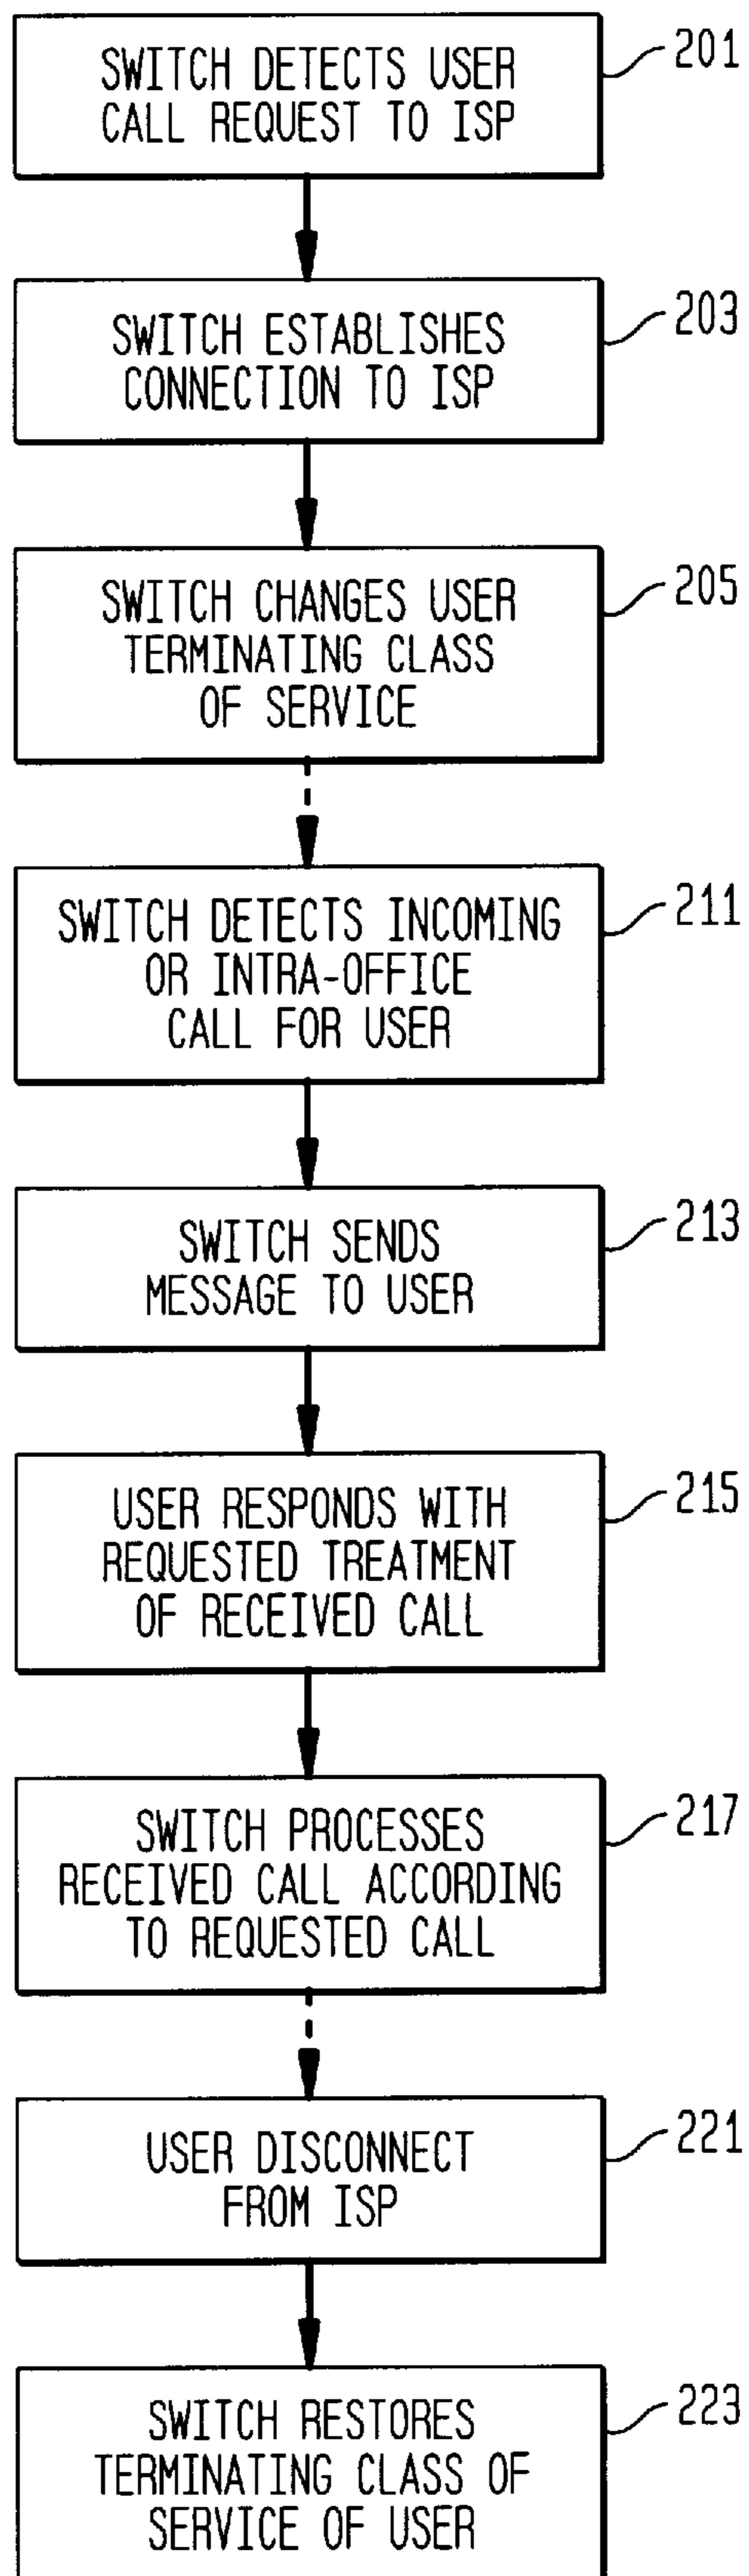 SWITCH DETECTS USER
CALL REQUEST TO ISP
201
SWITCH ESTABLISHES
CONNECTION TO ISP
203
SWITCH CHANGES USER
TERMINATING CLASS
OF SERVICE
205
SWITCH DETECTS INCOMING
OR INTRA-OFFICE
CALL FOR USER
211
SWITCH SENDS
MESSAGE TO USER
213
USER RESPONDS WITH
REQUESTED TREATMENT
OF RECEIVED CALL
215
SWITCH PROCESSES
RECEIVED CALL ACCORDING
TO REQUESTED CALL
217
USER DISCONNECT
FROM ISP
221
SWITCH RESTORES
TERMINATING CLASS OF
SERVICE OF USER
223